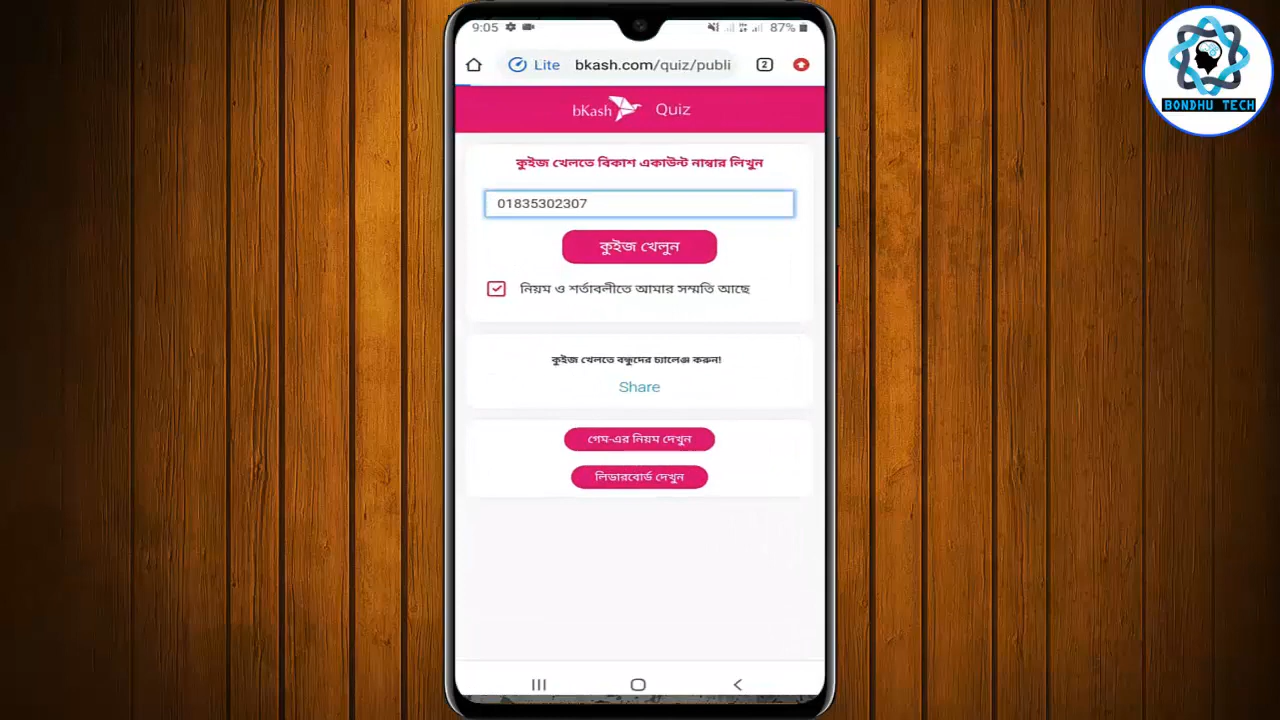 9:05
87%
Lite bkash.com/quiz/publi 2
bKash Quiz
কুইজ খেলতে বিকাশ একাউন্ট নাম্বার লিখুন
01835302307
কুইজ খেলুন
নিয়ম ও শর্তাবলীতে আমার সম্মতি আছে
কুইজ খেলতে বন্ধুদের চ্যালেঞ্জ করুন!
Share
গেম-এর নিয়ম দেখুন
লিডারবোর্ড দেখুন
BONDHU TECH